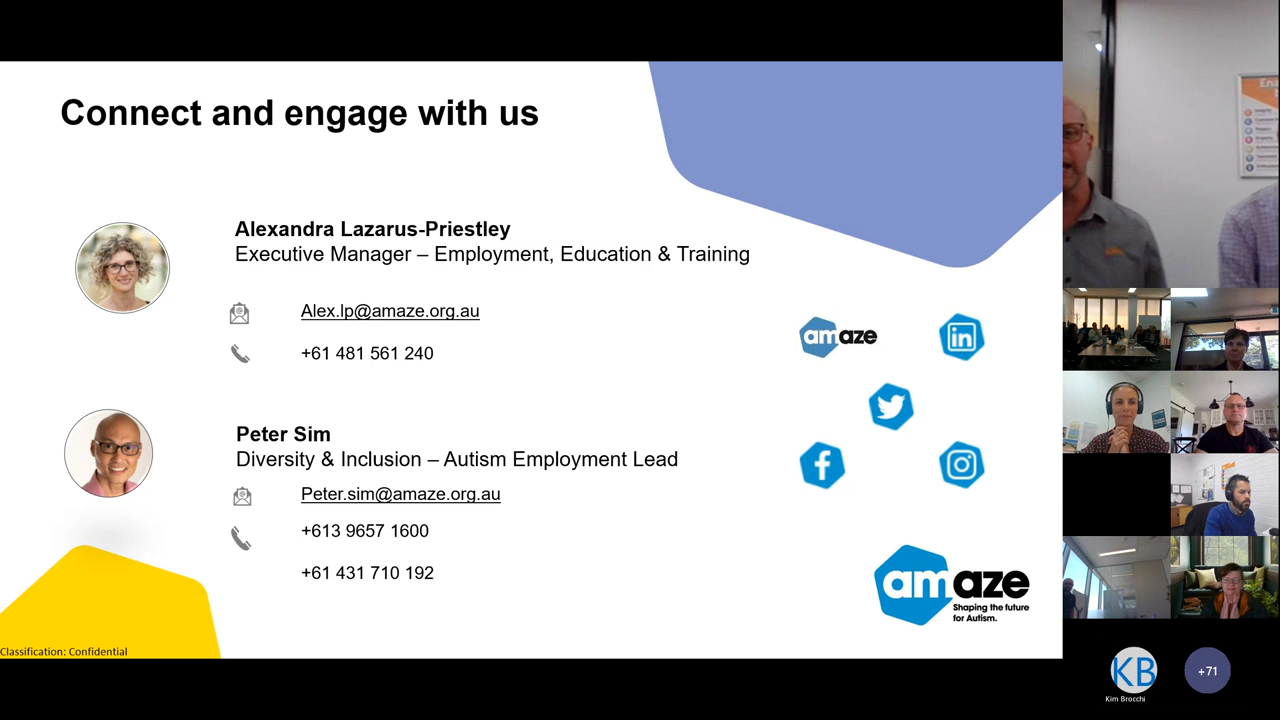 Connect and engage with us
Alexandra Lazarus-Priestley
Executive Manager – Employment, Education & Training
Alex.lp@amaze.org.au
+61 481 561 240
Peter Sim
Diversity & Inclusion – Autism Employment Lead
Peter.sim@amaze.org.au
+613 9657 1600
+61 431 710 192
amaze
in
amaze
Shaping the future
for Autism.
Classification: Confidential
KB
Kim Brocchi
+71